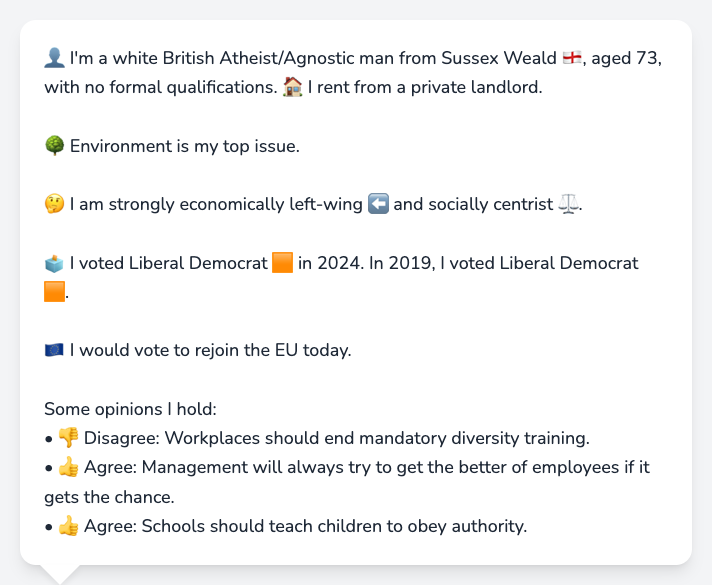 👤 I'm a white British Atheist/Agnostic man from Sussex Weald 🏴󠁧󠁢󠁥󠁮󠁧󠁿, aged 73,
with no formal qualifications. 🏠 I rent from a private landlord.
🌳 Environment is my top issue.
🤔 I am strongly economically left-wing ⬅️ and socially centrist ⚖️.
🗳️ I voted Liberal Democrat 🟧 in 2024. In 2019, I voted Liberal Democrat
🟧.
🇪🇺 I would vote to rejoin the EU today.
Some opinions I hold:
• 👎 Disagree: Workplaces should end mandatory diversity training.
• 👍 Agree: Management will always try to get the better of employees if it
gets the chance.
• 👍 Agree: Schools should teach children to obey authority.